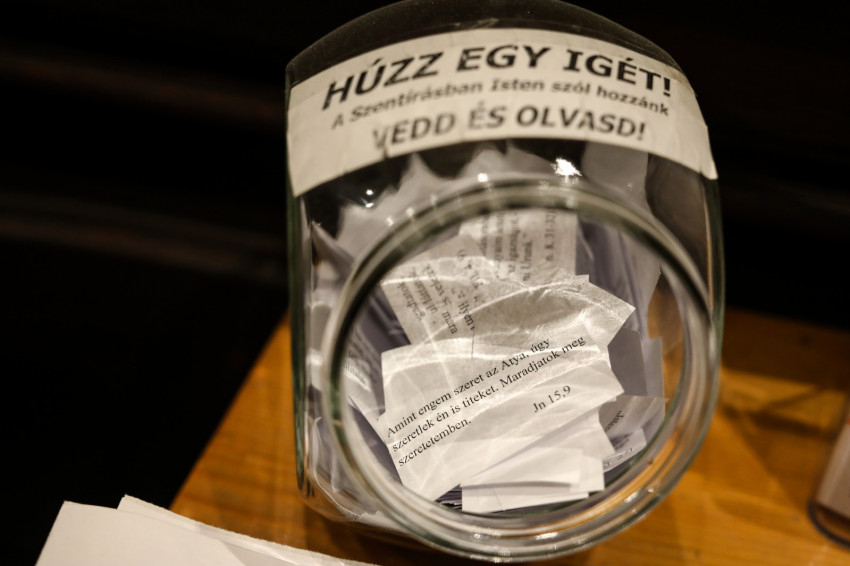 HÚZZ EGY IGÉT!
A Szentírásban Isten szól hozzánk
VEDD ÉS OLVASD!
Amint engem szeret az Atya, úgy
szeretlek én is titeket. Maradjatok meg
szeretetemben.
Jn 15,9